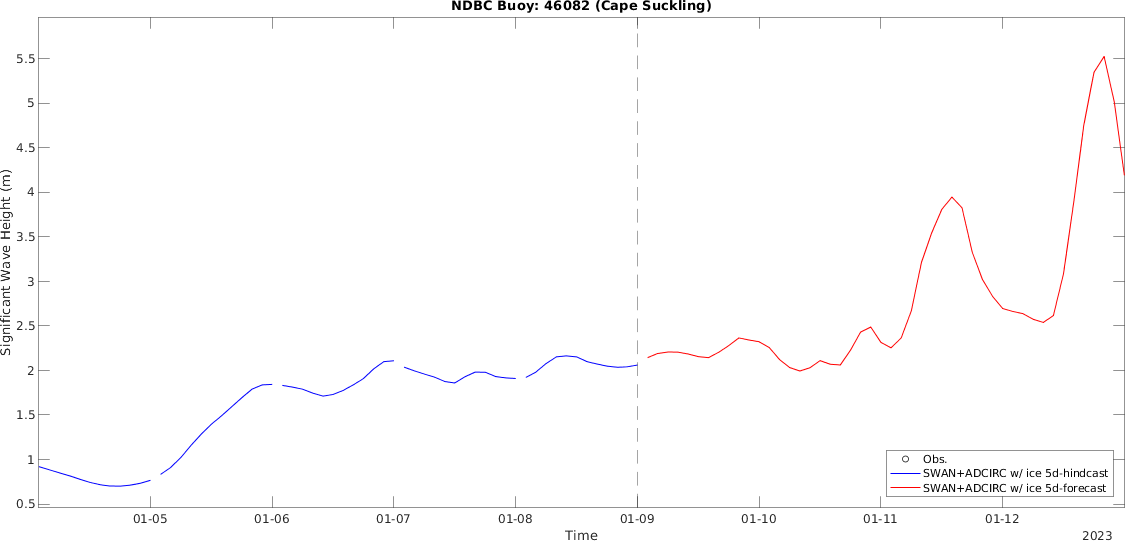 NDBC Buoy: 46082 (Cape Suckling)
Significant Wave Height (m)
5.5
5
4.5
4
3.5
3
2.5
2
1.5
1
0.5
Obs.
SWAN+ADCIRC w/ ice 5d-hindcast
SWAN+ADCIRC w/ ice 5d-forecast
01-05 01-06 01-07 01-08 01-09 01-10 01-11 01-12
Time
2023